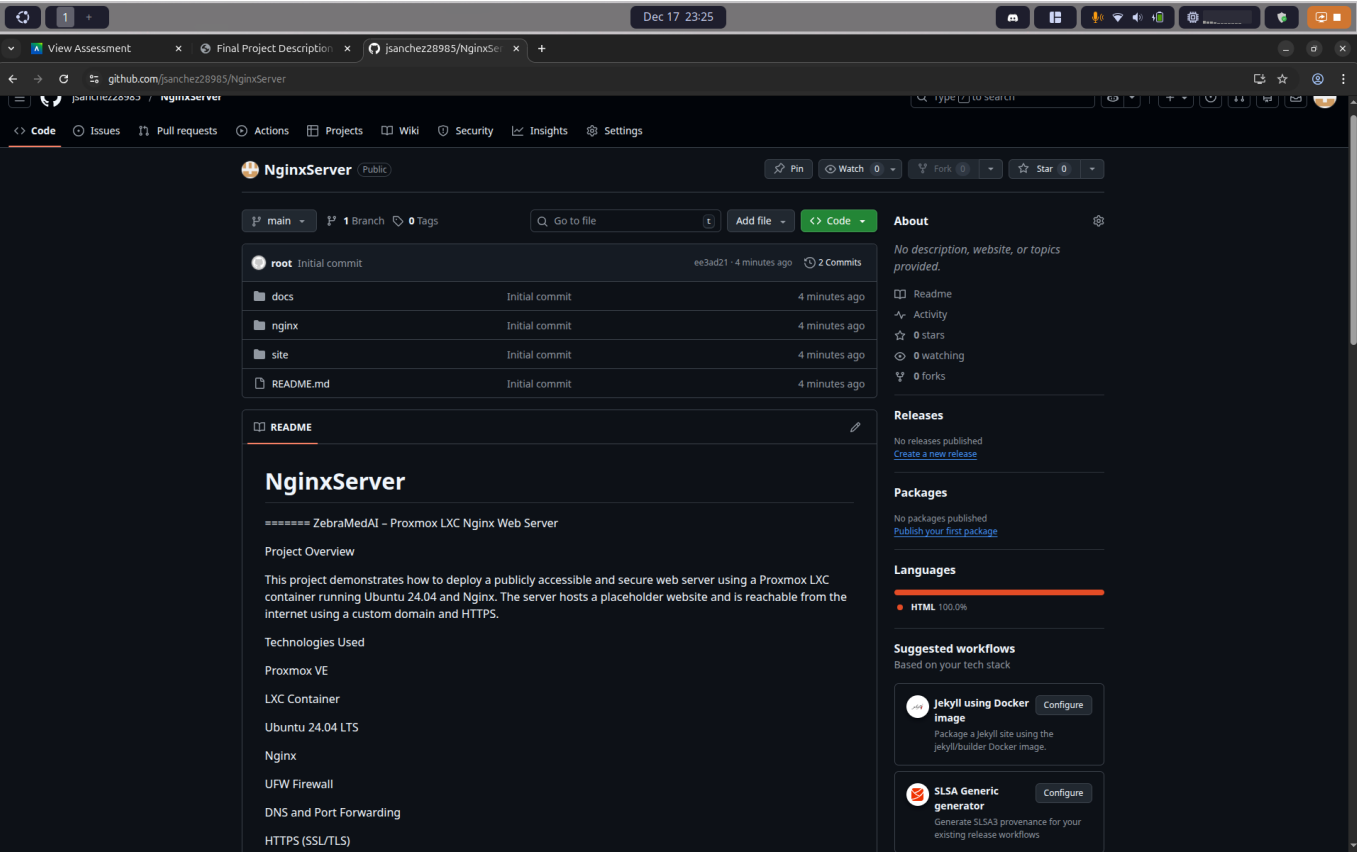 1 +
Dec 17 23:25
View Assessment × Final Project Description × jsanchez28985/NginxSer × +
github.com/jsanchez28985/NginxServer
jsanchez28985 / NginxServer
Type / to search
Code Issues Pull requests Actions Projects Wiki Security Insights Settings
NginxServer Public
Pin Watch 0 Fork 0 Star 0
main 1 Branch 0 Tags Go to file t Add file Code
root Initial commit ee3ad21 · 4 minutes ago 2 Commits
docs Initial commit 4 minutes ago
nginx Initial commit 4 minutes ago
site Initial commit 4 minutes ago
README.md Initial commit 4 minutes ago
README
NginxServer
======= ZebraMedAI – Proxmox LXC Nginx Web Server
Project Overview
This project demonstrates how to deploy a publicly accessible and secure web server using a Proxmox LXC
container running Ubuntu 24.04 and Nginx. The server hosts a placeholder website and is reachable from the
internet using a custom domain and HTTPS.
Technologies Used
Proxmox VE
LXC Container
Ubuntu 24.04 LTS
Nginx
UFW Firewall
DNS and Port Forwarding
HTTPS (SSL/TLS)
About
No description, website, or topics
provided.
Readme
Activity
0 stars
0 watching
0 forks
Releases
No releases published
Create a new release
Packages
No packages published
Publish your first package
Languages
HTML 100.0%
Suggested workflows
Based on your tech stack
Jekyll using Docker
image
Configure
Package a Jekyll site using the
jekyll/builder Docker image.
SLSA Generic
generator
Configure
Generate SLSA3 provenance for your
existing release workflows